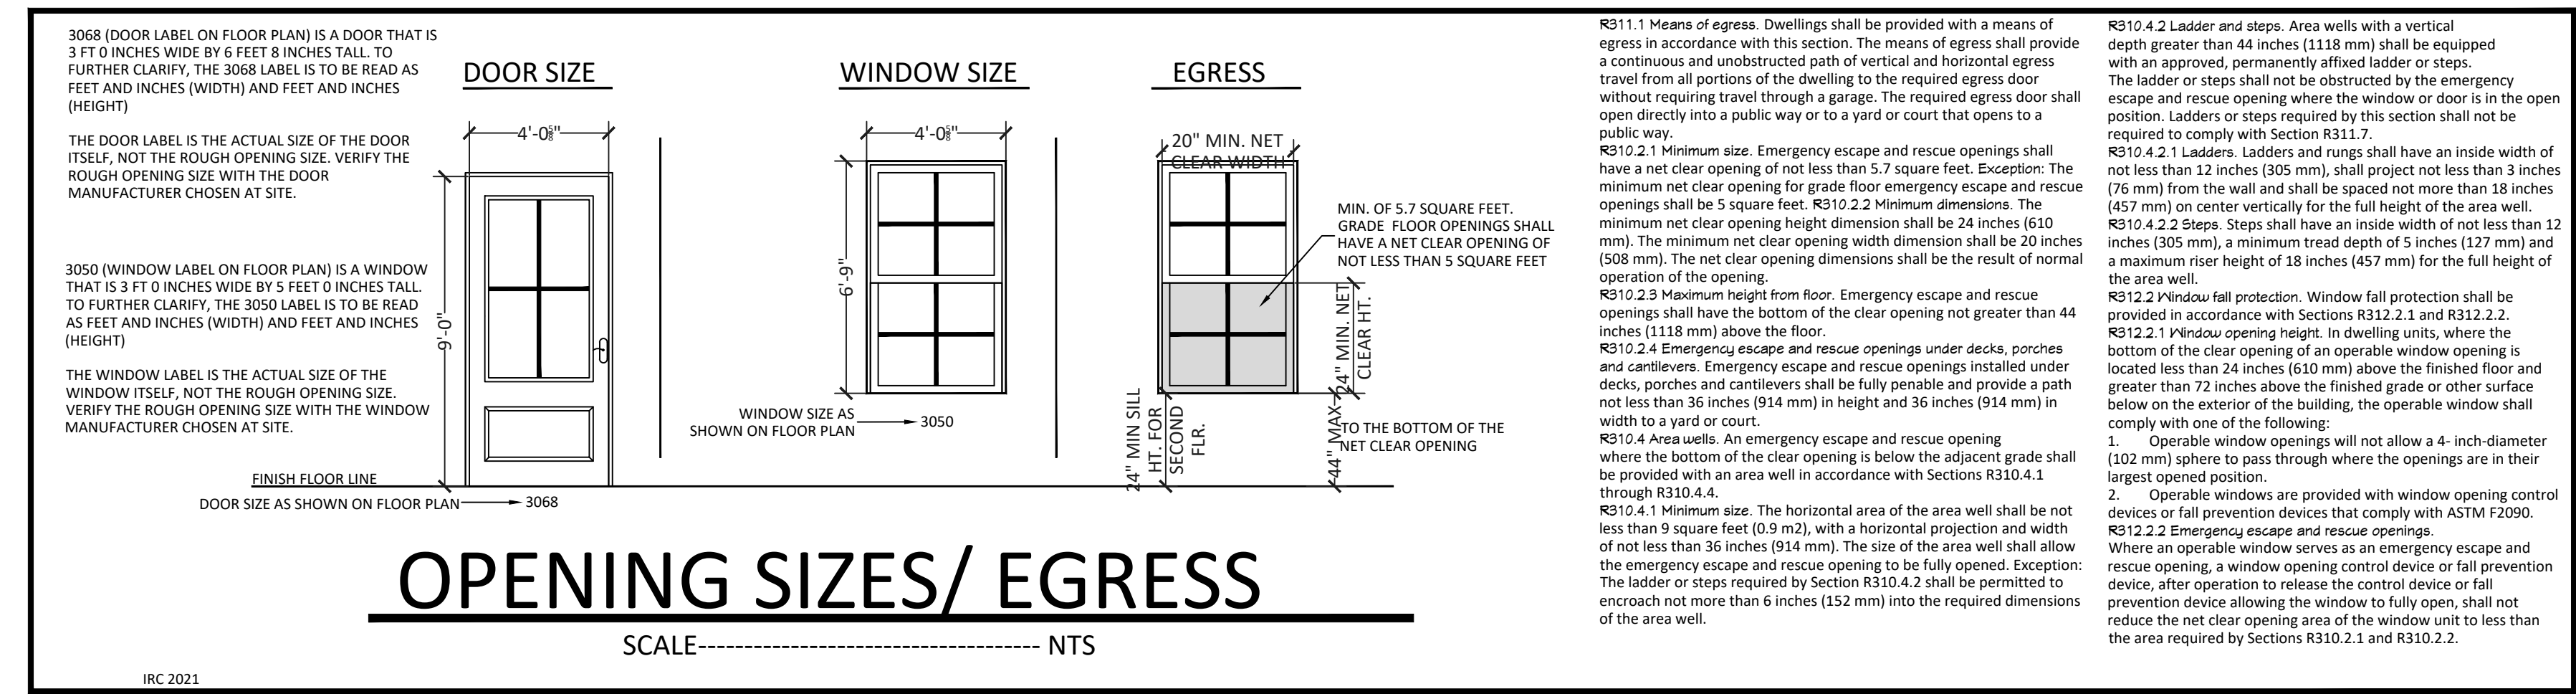 3068 (DOOR LABEL ON FLOOR PLAN) IS A DOOR THAT IS
3 FT 0 INCHES WIDE BY 6 FEET 8 INCHES TALL. TO
FURTHER CLARIFY, THE 3068 LABEL IS TO BE READ AS
FEET AND INCHES (WIDTH) AND FEET AND INCHES
(HEIGHT)
THE DOOR LABEL IS THE ACTUAL SIZE OF THE DOOR
ITSELF, NOT THE ROUGH OPENING SIZE. VERIFY THE
ROUGH OPENING SIZE WITH THE DOOR
MANUFACTURER CHOSEN AT SITE.
3050 (WINDOW LABEL ON FLOOR PLAN) IS A WINDOW
THAT IS 3 FT 0 INCHES WIDE BY 5 FEET 0 INCHES TALL.
TO FURTHER CLARIFY, THE 3050 LABEL IS TO BE READ
AS FEET AND INCHES (WIDTH) AND FEET AND INCHES
(HEIGHT)
THE WINDOW LABEL IS THE ACTUAL SIZE OF THE
WINDOW ITSELF, NOT THE ROUGH OPENING SIZE.
VERIFY THE ROUGH OPENING SIZE WITH THE WINDOW
MANUFACTURER CHOSEN AT SITE.
DOOR SIZE
4'-0⅝"
9'-0"
FINISH FLOOR LINE
DOOR SIZE AS SHOWN ON FLOOR PLAN
3068
WINDOW SIZE
4'-0⅝"
6'-9"
WINDOW SIZE AS
SHOWN ON FLOOR PLAN
3050
EGRESS
20" MIN. NET
CLEAR WIDTH
MIN. OF 5.7 SQUARE FEET.
GRADE FLOOR OPENINGS SHALL
HAVE A NET CLEAR OPENING OF
NOT LESS THAN 5 SQUARE FEET
24" MIN. NET
CLEAR HT.
24" MIN SILL
HT. FOR
SECOND
FLR.
44" MAX
TO THE BOTTOM OF THE
NET CLEAR OPENING
OPENING SIZES/ EGRESS
SCALE------------------------------------- NTS
IRC 2021
R311.1 Means of egress. Dwellings shall be provided with a means of
egress in accordance with this section. The means of egress shall provide
a continuous and unobstructed path of vertical and horizontal egress
travel from all portions of the dwelling to the required egress door
without requiring travel through a garage. The required egress door shall
open directly into a public way or to a yard or court that opens to a
public way.
R310.2.1 Minimum size. Emergency escape and rescue openings shall
have a net clear opening of not less than 5.7 square feet. Exception: The
minimum net clear opening for grade floor emergency escape and rescue
openings shall be 5 square feet. R310.2.2 Minimum dimensions. The
minimum net clear opening height dimension shall be 24 inches (610
mm). The minimum net clear opening width dimension shall be 20 inches
(508 mm). The net clear opening dimensions shall be the result of normal
operation of the opening.
R310.2.3 Maximum height from floor. Emergency escape and rescue
openings shall have the bottom of the clear opening not greater than 44
inches (1118 mm) above the floor.
R310.2.4 Emergency escape and rescue openings under decks, porches
and cantilevers. Emergency escape and rescue openings installed under
decks, porches and cantilevers shall be fully penable and provide a path
not less than 36 inches (914 mm) in height and 36 inches (914 mm) in
width to a yard or court.
R310.4 Area wells. An emergency escape and rescue opening
where the bottom of the clear opening is below the adjacent grade shall
be provided with an area well in accordance with Sections R310.4.1
through R310.4.4.
R310.4.1 Minimum size. The horizontal area of the area well shall be not
less than 9 square feet (0.9 m2), with a horizontal projection and width
of not less than 36 inches (914 mm). The size of the area well shall allow
the emergency escape and rescue opening to be fully opened. Exception:
The ladder or steps required by Section R310.4.2 shall be permitted to
encroach not more than 6 inches (152 mm) into the required dimensions
of the area well.
R310.4.2 Ladder and steps. Area wells with a vertical
depth greater than 44 inches (1118 mm) shall be equipped
with an approved, permanently affixed ladder or steps.
The ladder or steps shall not be obstructed by the emergency
escape and rescue opening where the window or door is in the open
position. Ladders or steps required by this section shall not be
required to comply with Section R311.7.
R310.4.2.1 Ladders. Ladders and rungs shall have an inside width of
not less than 12 inches (305 mm), shall project not less than 3 inches
(76 mm) from the wall and shall be spaced not more than 18 inches
(457 mm) on center vertically for the full height of the area well.
R310.4.2.2 Steps. Steps shall have an inside width of not less than 12
inches (305 mm), a minimum tread depth of 5 inches (127 mm) and
a maximum riser height of 18 inches (457 mm) for the full height of
the area well.
R312.2 Window fall protection. Window fall protection shall be
provided in accordance with Sections R312.2.1 and R312.2.2.
R312.2.1 Window opening height. In dwelling units, where the
bottom of the clear opening of an operable window opening is
located less than 24 inches (610 mm) above the finished floor and
greater than 72 inches above the finished grade or other surface
below on the exterior of the building, the operable window shall
comply with one of the following:
1. Operable window openings will not allow a 4- inch-diameter
(102 mm) sphere to pass through where the openings are in their
largest opened position.
2. Operable windows are provided with window opening control
devices or fall prevention devices that comply with ASTM F2090.
R312.2.2 Emergency escape and rescue openings.
Where an operable window serves as an emergency escape and
rescue opening, a window opening control device or fall prevention
device, after operation to release the control device or fall
prevention device allowing the window to fully open, shall not
reduce the net clear opening area of the window unit to less than
the area required by Sections R310.2.1 and R310.2.2.